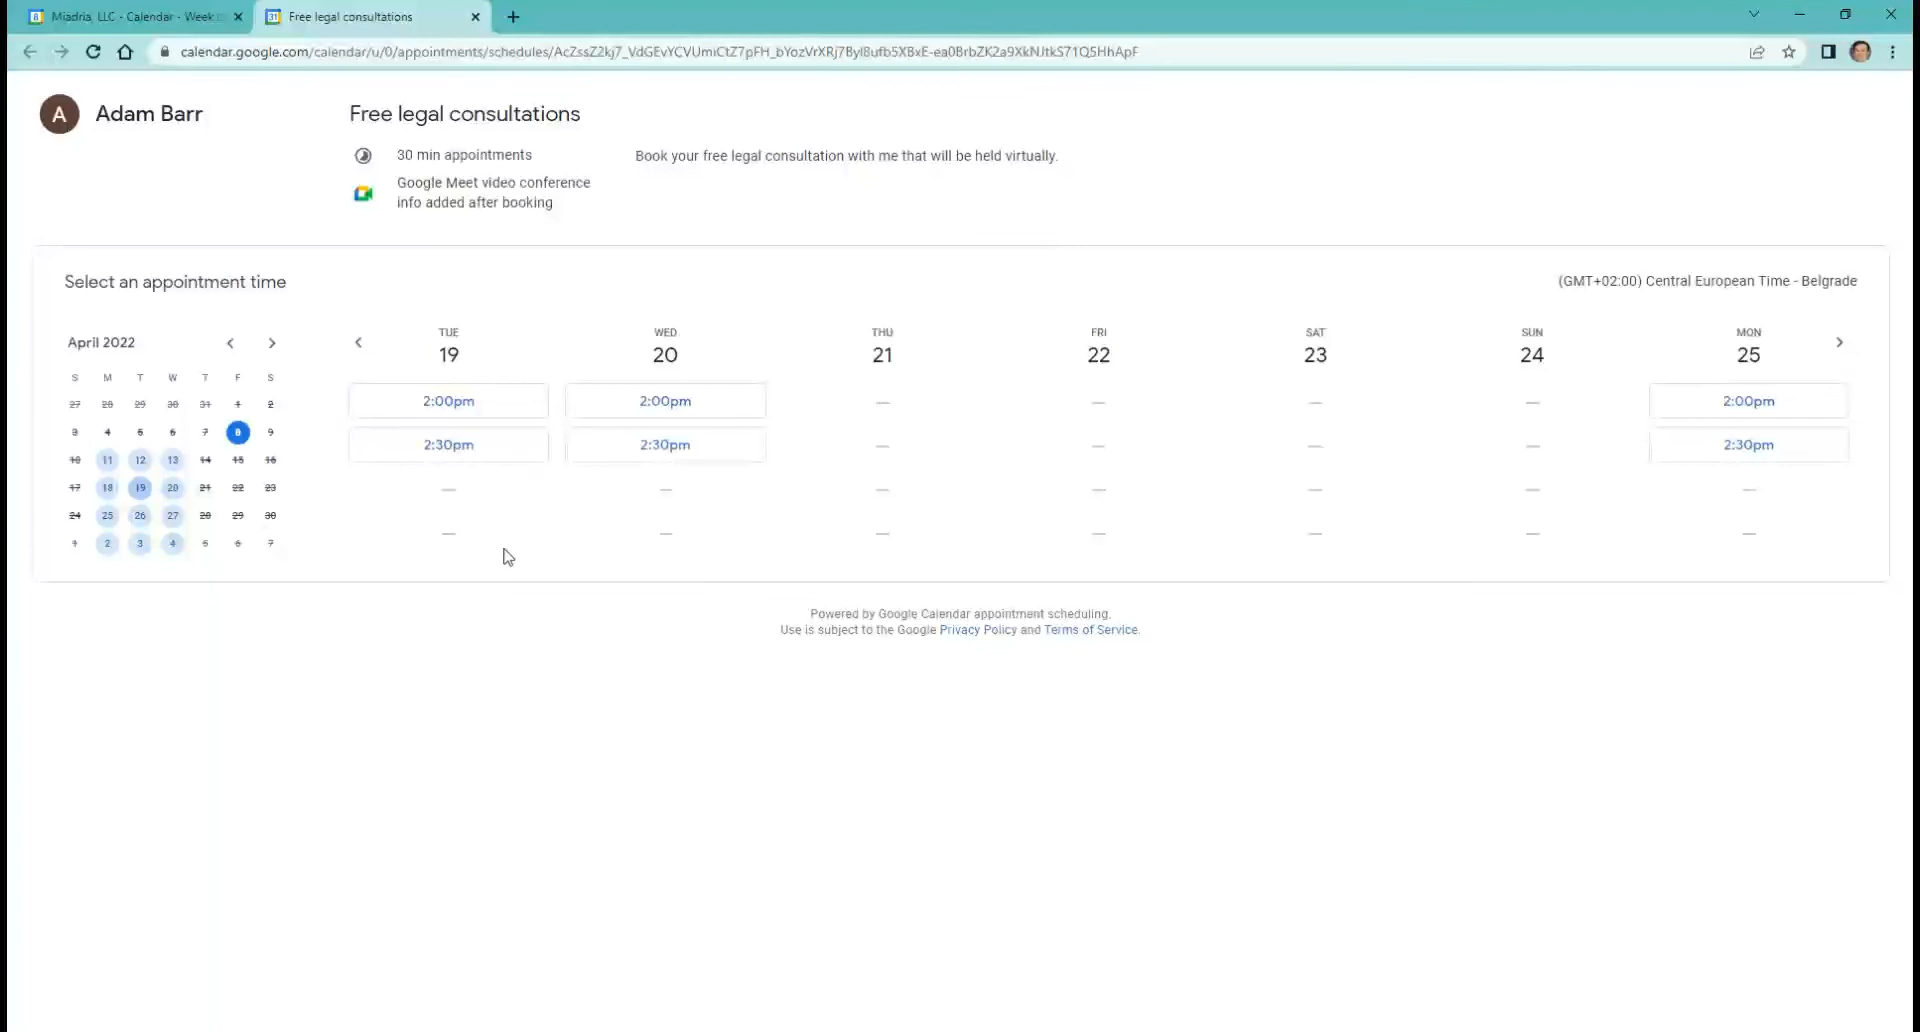 Miadria, LLC - Calendar - Week
Free legal consultations
calendar.google.com/calendar/u/0/appointments/schedules/AcZssZ2kj7_VdGEvYCVUmiCtZ7pFH_bYozVrXRj7Byl8ufb5XBxE-ea0BrbZK2a9XkNJtkS71Q5HhApF
A
Adam Barr
Free legal consultations
30 min appointments
Book your free legal consultation with me that will be held virtually.
Google Meet video conference
info added after booking
Select an appointment time
(GMT+02:00) Central European Time - Belgrade
April 2022
S M T W T F S
27 28 29 30 31 1 2
3 4 5 6 7 8 9
10 11 12 13 14 15 16
17 18 19 20 21 22 23
24 25 26 27 28 29 30
1 2 3 4 5 6 7
TUE WED THU FRI SAT SUN MON
19 20 21 22 23 24 25
2:00pm 2:00pm — — — — 2:00pm
2:30pm 2:30pm — — — — 2:30pm
— — — — — — —
— — — — — — —
Powered by Google Calendar appointment scheduling.
Use is subject to the Google Privacy Policy and Terms of Service.